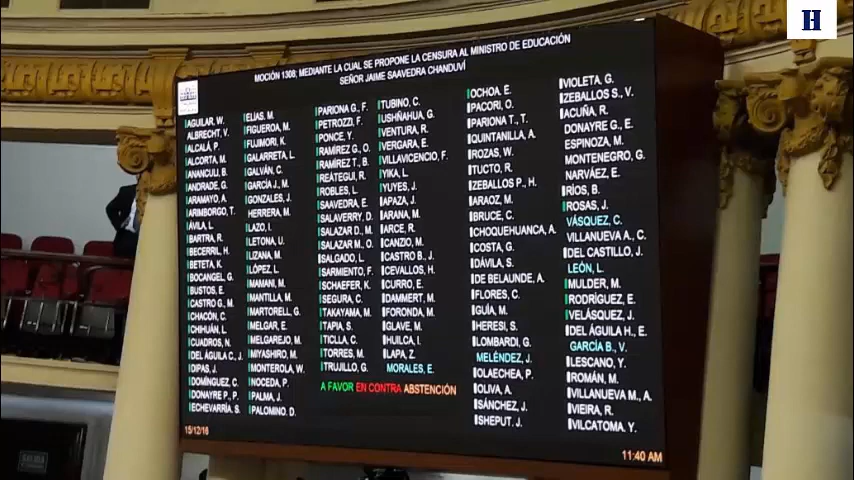 H
MOCIÓN 1308; MEDIANTE LA CUAL SE PROPONE LA CENSURA AL MINISTRO DE EDUCACIÓN
SEÑOR JAIME SAAVEDRA CHANDUVÍ
AGUILAR, W.
ALBRECHT, V.
ALCALÁ, P.
ALCORTA, M.
ANANCULI, B.
ANDRADE, G.
ARAMAYO, A.
ARIMBORGO, T.
ÁVILA, L.
BARTRA, R.
BECERRIL, H.
BETETA, K.
BOCANGEL, G.
BUSTOS, E.
CASTRO G., M.
CHACÓN, C.
CHIHUÁN, L.
CUADROS, N.
DEL ÁGUILA C., J.
DIPAS, J.
DOMÍNGUEZ, C.
DONAYRE P., P.
ECHEVARRÍA, S.
ELÍAS, M.
FIGUEROA, M.
FUJIMORI, K.
GALARRETA, L.
GALVÁN, C.
GARCÍA J., M.
GONZALES, J.
HERRERA, M.
LAZO, I.
LETONA, U.
LIZANA, M.
LÓPEZ, L.
MAMANI, M.
MANTILLA, M.
MARTORELL, G.
MELGAR, E.
MELGAREJO, M.
MIYASHIRO, M.
MONTEROLA, W.
NOCEDA, P.
PALMA, J.
PALOMINO, D.
PARIONA G., F.
PETROZZI, F.
PONCE, Y.
RAMÍREZ G., O.
RAMÍREZ T., B.
REÁTEGUI, R.
ROBLES, L.
SAAVEDRA, E.
SALAVERRY, D.
SALAZAR D., M.
SALAZAR M., O.
SALGADO, L.
SARMIENTO, F.
SCHAEFER, K.
SEGURA, C.
TAKAYAMA, M.
TAPIA, S.
TICLLA, C.
TORRES, M.
TRUJILLO, G.
TUBINO, C.
USHÑAHUA, G.
VENTURA, R.
VERGARA, E.
VILLAVICENCIO, F.
YIKA, L.
YUYES, J.
APAZA, J.
ARANA, M.
ARCE, R.
CANZIO, M.
CASTRO B., J.
CEVALLOS, H.
CURRO, E.
DAMMERT, M.
FORONDA, M.
GLAVE, M.
HUILCA, I.
LAPA, Z.
MORALES, E.
A FAVOR EN CONTRA ABSTENCIÓN
OCHOA, E.
PACORI, O.
PARIONA T., T.
QUINTANILLA, A.
ROZAS, W.
TUCTO, R.
ZEBALLOS P., H.
ARAOZ, M.
BRUCE, C.
CHOQUEHUANCA, A.
COSTA, G.
DÁVILA, S.
DE BELAUNDE, A.
FLORES, C.
GUÍA, M.
HERESI, S.
LOMBARDI, G.
MELÉNDEZ, J.
OLAECHEA, P.
OLIVA, A.
SÁNCHEZ, J.
SHEPUT, J.
VIOLETA, G.
ZEBALLOS S., V.
ACUÑA, R.
DONAYRE G., E.
ESPINOZA, M.
MONTENEGRO, G.
NARVÁEZ, E.
RÍOS, B.
ROSAS, J.
VÁSQUEZ, C.
VILLANUEVA A., C.
DEL CASTILLO, J.
LEÓN, L.
MULDER, M.
RODRÍGUEZ, E.
VELÁSQUEZ, J.
DEL ÁGUILA H., E.
GARCÍA B., V.
LESCANO, Y.
ROMÁN, M.
VILLANUEVA M., A.
VIEIRA, R.
VILCATOMA, Y.
15/12/16
11:40 AM